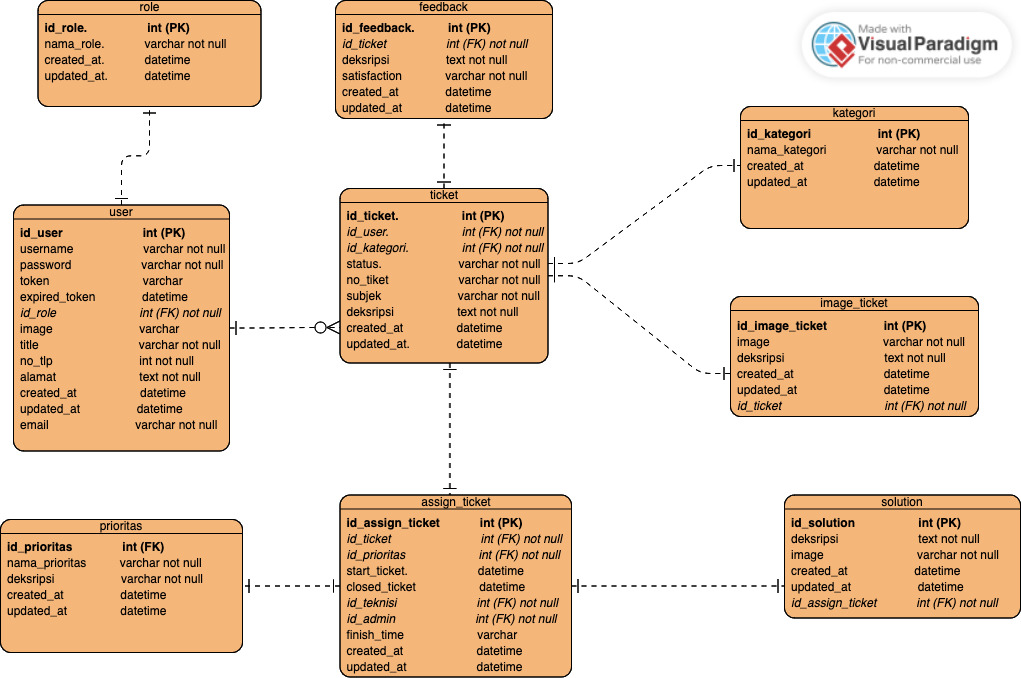 role
id_role. int (PK)
nama_role. varchar not null
created_at. datetime
updated_at. datetime
feedback
id_feedback. int (PK)
id_ticket int (FK) not null
deksripsi text not null
satisfaction varchar not null
created_at datetime
updated_at datetime
Made with
Visual Paradigm
For non-commercial use
kategori
id_kategori int (PK)
nama_kategori varchar not null
created_at datetime
updated_at datetime
user
id_user int (PK)
username varchar not null
password varchar not null
token varchar
expired_token datetime
id_role int (FK) not null
image varchar
title varchar not null
no_tlp int not null
alamat text not null
created_at datetime
updated_at datetime
email varchar not null
ticket
id_ticket. int (PK)
id_user. int (FK) not null
id_kategori. int (FK) not null
status. varchar not null
no_tiket varchar not null
subjek varchar not null
deksripsi text not null
created_at datetime
updated_at. datetime
image_ticket
id_image_ticket int (PK)
image varchar not null
deksripsi text not null
created_at datetime
updated_at datetime
id_ticket int (FK) not null
prioritas
id_prioritas int (FK)
nama_prioritas varchar not null
deksripsi varchar not null
created_at datetime
updated_at datetime
assign_ticket
id_assign_ticket int (PK)
id_ticket int (FK) not null
id_prioritas int (FK) not null
start_ticket. datetime
closed_ticket datetime
id_teknisi int (FK) not null
id_admin int (FK) not null
finish_time varchar
created_at datetime
updated_at datetime
solution
id_solution int (PK)
deksripsi text not null
image varchar not null
created_at datetime
updated_at datetime
id_assign_ticket int (FK) not null